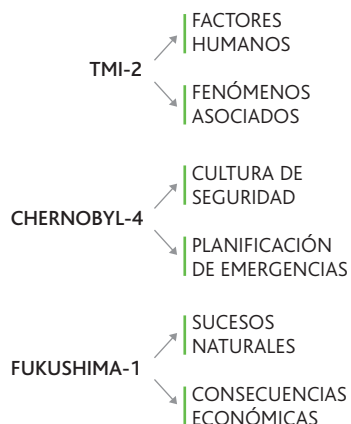 FACTORES
HUMANOS
TMI-2
FENÓMENOS
ASOCIADOS
CULTURA DE
SEGURIDAD
CHERNOBYL-4
PLANIFICACIÓN
DE EMERGENCIAS
SUCESOS
NATURALES
FUKUSHIMA-1
CONSECUENCIAS
ECONÓMICAS